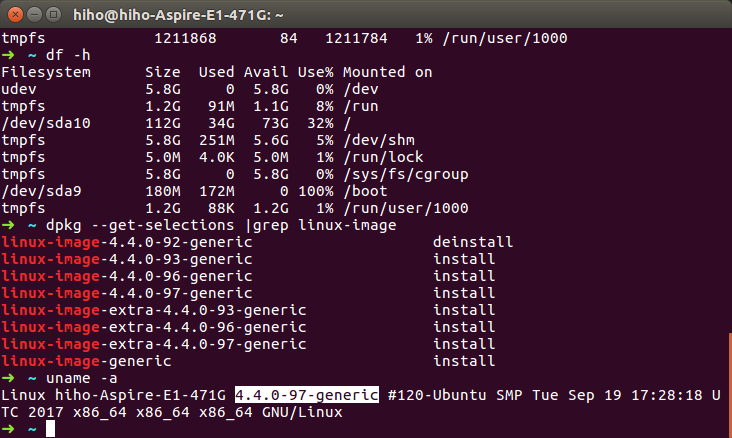 hiho@hiho-Aspire-E1-471G: ~
tmpfs 1211868 84 1211784 1% /run/user/1000
➜ ~ df -h
Filesystem Size Used Avail Use% Mounted on
udev 5.8G 0 5.8G 0% /dev
tmpfs 1.2G 91M 1.1G 8% /run
/dev/sda10 112G 34G 73G 32% /
tmpfs 5.8G 251M 5.6G 5% /dev/shm
tmpfs 5.0M 4.0K 5.0M 1% /run/lock
tmpfs 5.8G 0 5.8G 0% /sys/fs/cgroup
/dev/sda9 180M 172M 0 100% /boot
tmpfs 1.2G 88K 1.2G 1% /run/user/1000
➜ ~ dpkg --get-selections |grep linux-image
linux-image-4.4.0-92-generic deinstall
linux-image-4.4.0-93-generic install
linux-image-4.4.0-96-generic install
linux-image-4.4.0-97-generic install
linux-image-extra-4.4.0-93-generic install
linux-image-extra-4.4.0-96-generic install
linux-image-extra-4.4.0-97-generic install
linux-image-generic install
➜ ~ uname -a
Linux hiho-Aspire-E1-471G 4.4.0-97-generic #120-Ubuntu SMP Tue Sep 19 17:28:18 U
TC 2017 x86_64 x86_64 x86_64 GNU/Linux
➜ ~